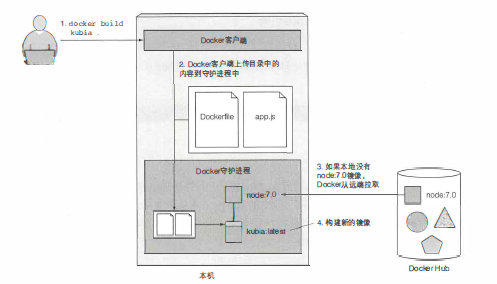 1. docker build
kubia .
Docker客户端
2. Docker客户端上传目录中的
内容到守护进程中
Dockerfile
app.js
Docker守护进程
3. 如果本地没有
node:7.0镜像,
Docker从远端拉取
node:7.0
node:7.0
4. 构建新的镜像
kubia:latest
Docker Hub
本机